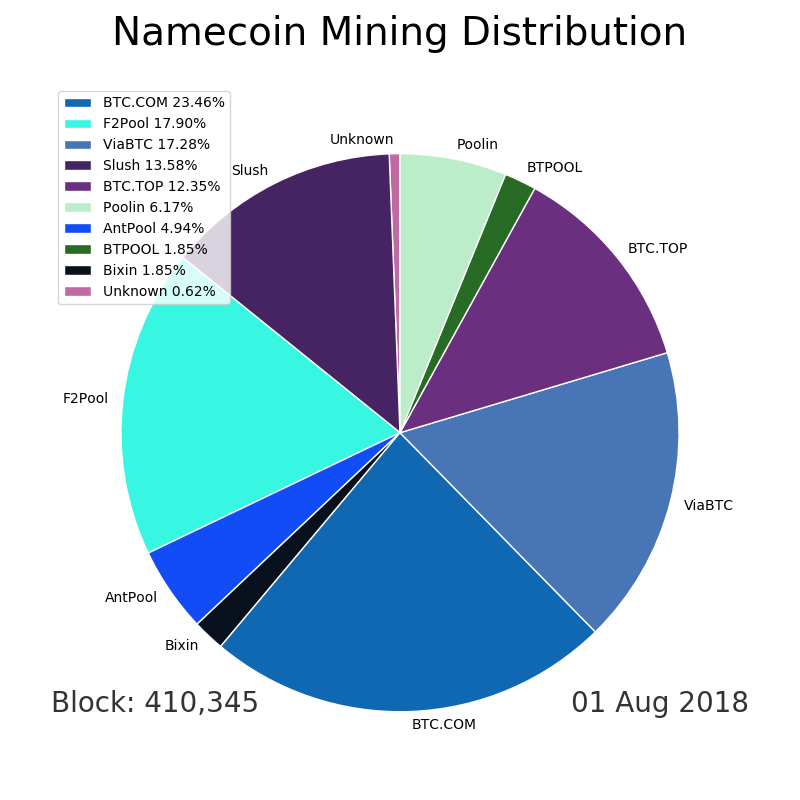 Namecoin Mining Distribution
BTC.COM 23.46%
F2Pool 17.90%
ViaBTC 17.28%
Slush 13.58%
BTC.TOP 12.35%
Poolin 6.17%
AntPool 4.94%
BTPOOL 1.85%
Bixin 1.85%
Unknown 0.62%
Unknown
Poolin
BTPOOL
Slush
BTC.TOP
F2Pool
ViaBTC
AntPool
Bixin
BTC.COM
Block: 410,345
01 Aug 2018